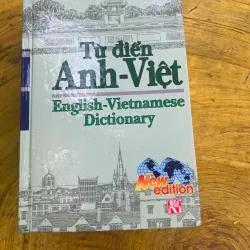 Từ điển
Anh-Việt
English-Vietnamese
Dictionary
New
edition